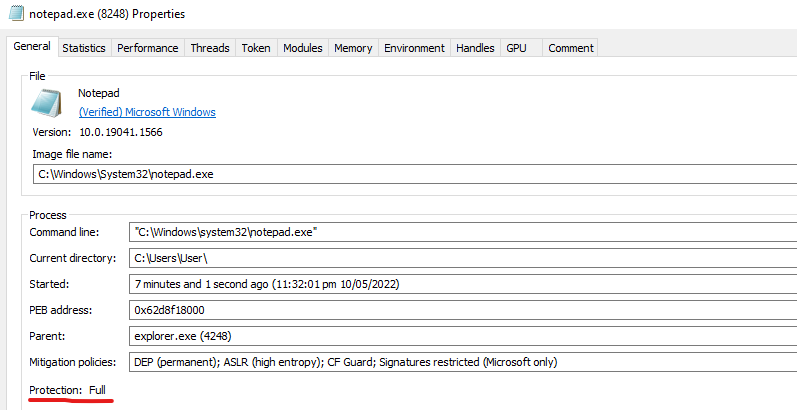 notepad.exe (8248) Properties
General Statistics Performance Threads Token Modules Memory Environment Handles GPU Comment
File
Notepad
(Verified) Microsoft Windows
Version: 10.0.19041.1566
Image file name:
C:\Windows\System32\notepad.exe
Process
Command line: "C:\Windows\system32\notepad.exe"
Current directory: C:\Users\User\
Started: 7 minutes and 1 second ago (11:32:01 pm 10/05/2022)
PEB address: 0x62d8f18000
Parent: explorer.exe (4248)
Mitigation policies: DEP (permanent); ASLR (high entropy); CF Guard; Signatures restricted (Microsoft only)
Protection: Full